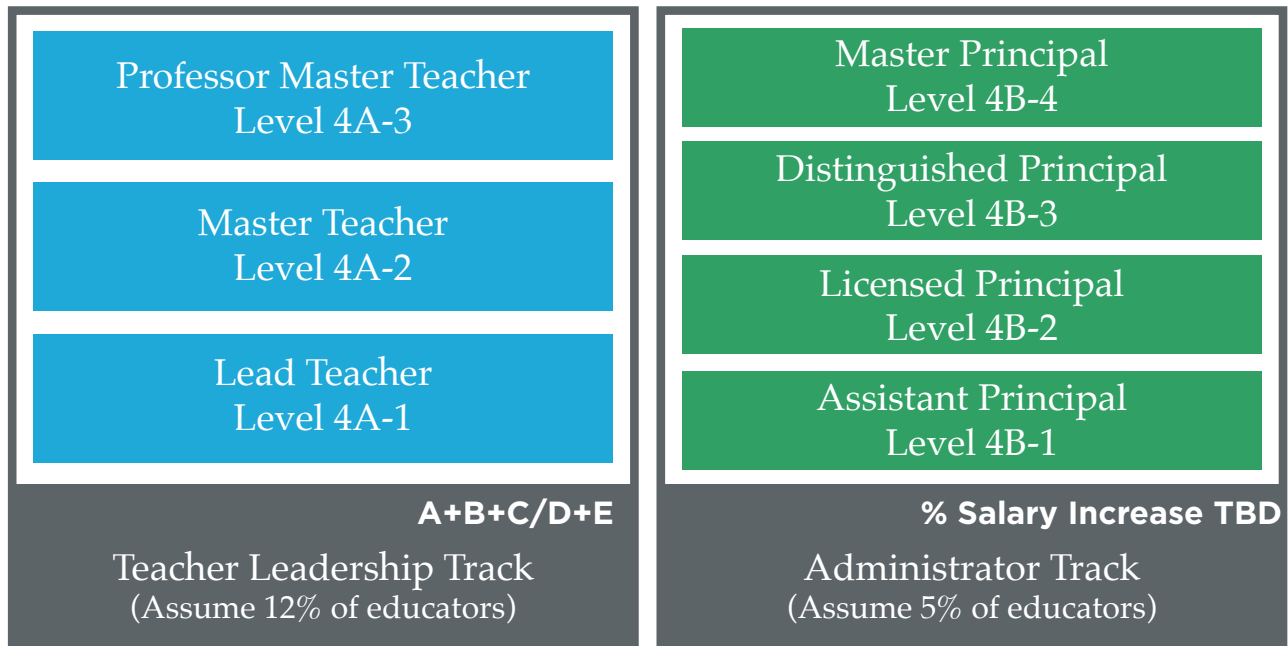 Professor Master Teacher
Level 4A-3
Master Teacher
Level 4A-2
Lead Teacher
Level 4A-1
A+B+C/D+E
Teacher Leadership Track
(Assume 12% of educators)
Master Principal
Level 4B-4
Distinguished Principal
Level 4B-3
Licensed Principal
Level 4B-2
Assistant Principal
Level 4B-1
% Salary Increase TBD
Administrator Track
(Assume 5% of educators)